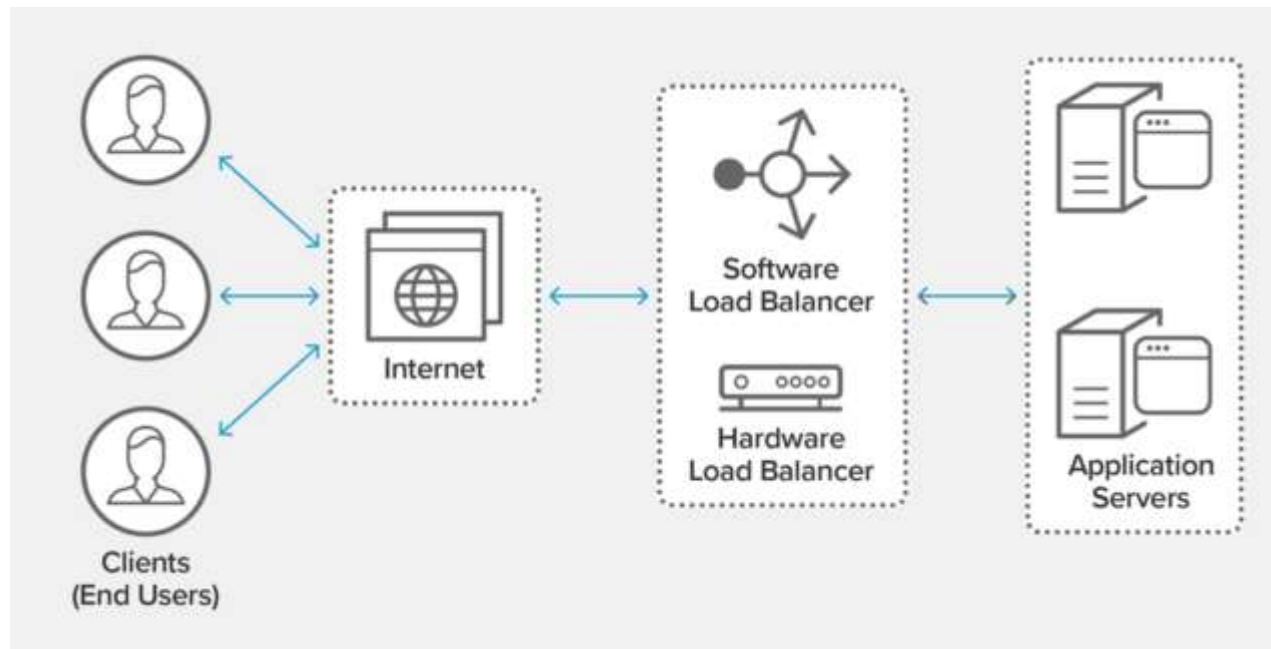 Clients
(End Users)
Internet
Software
Load Balancer
Hardware
Load Balancer
Application
Servers